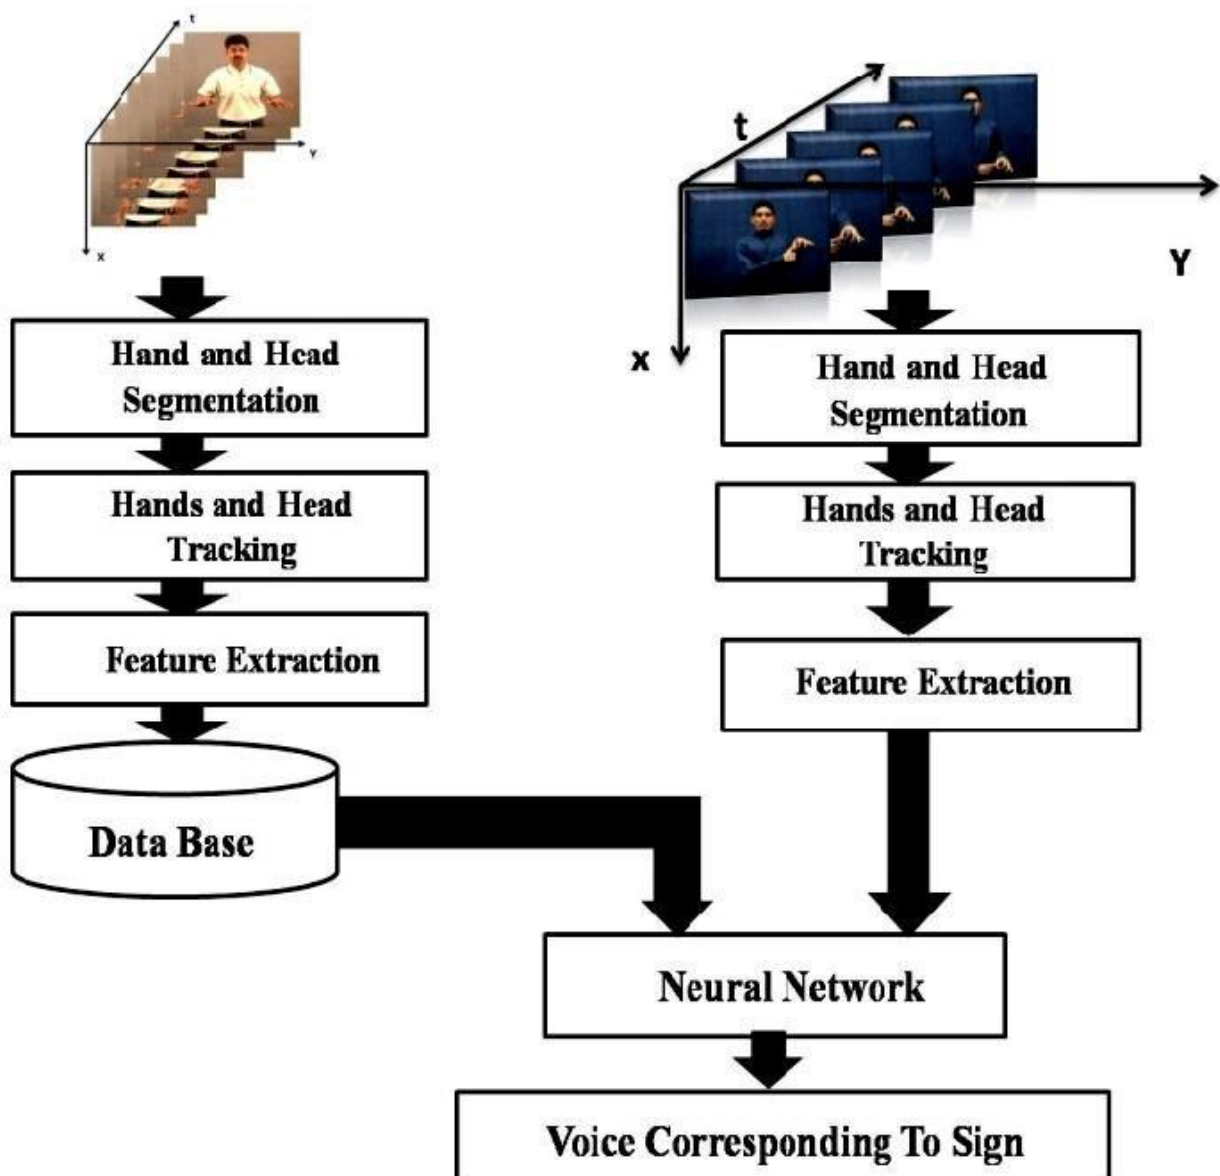 t
Y
x
Hand and Head
Segmentation
Hands and Head
Tracking
Feature Extraction
Data Base
t
Y
x
Hand and Head
Segmentation
Hands and Head
Tracking
Feature Extraction
Neural Network
Voice Corresponding To Sign